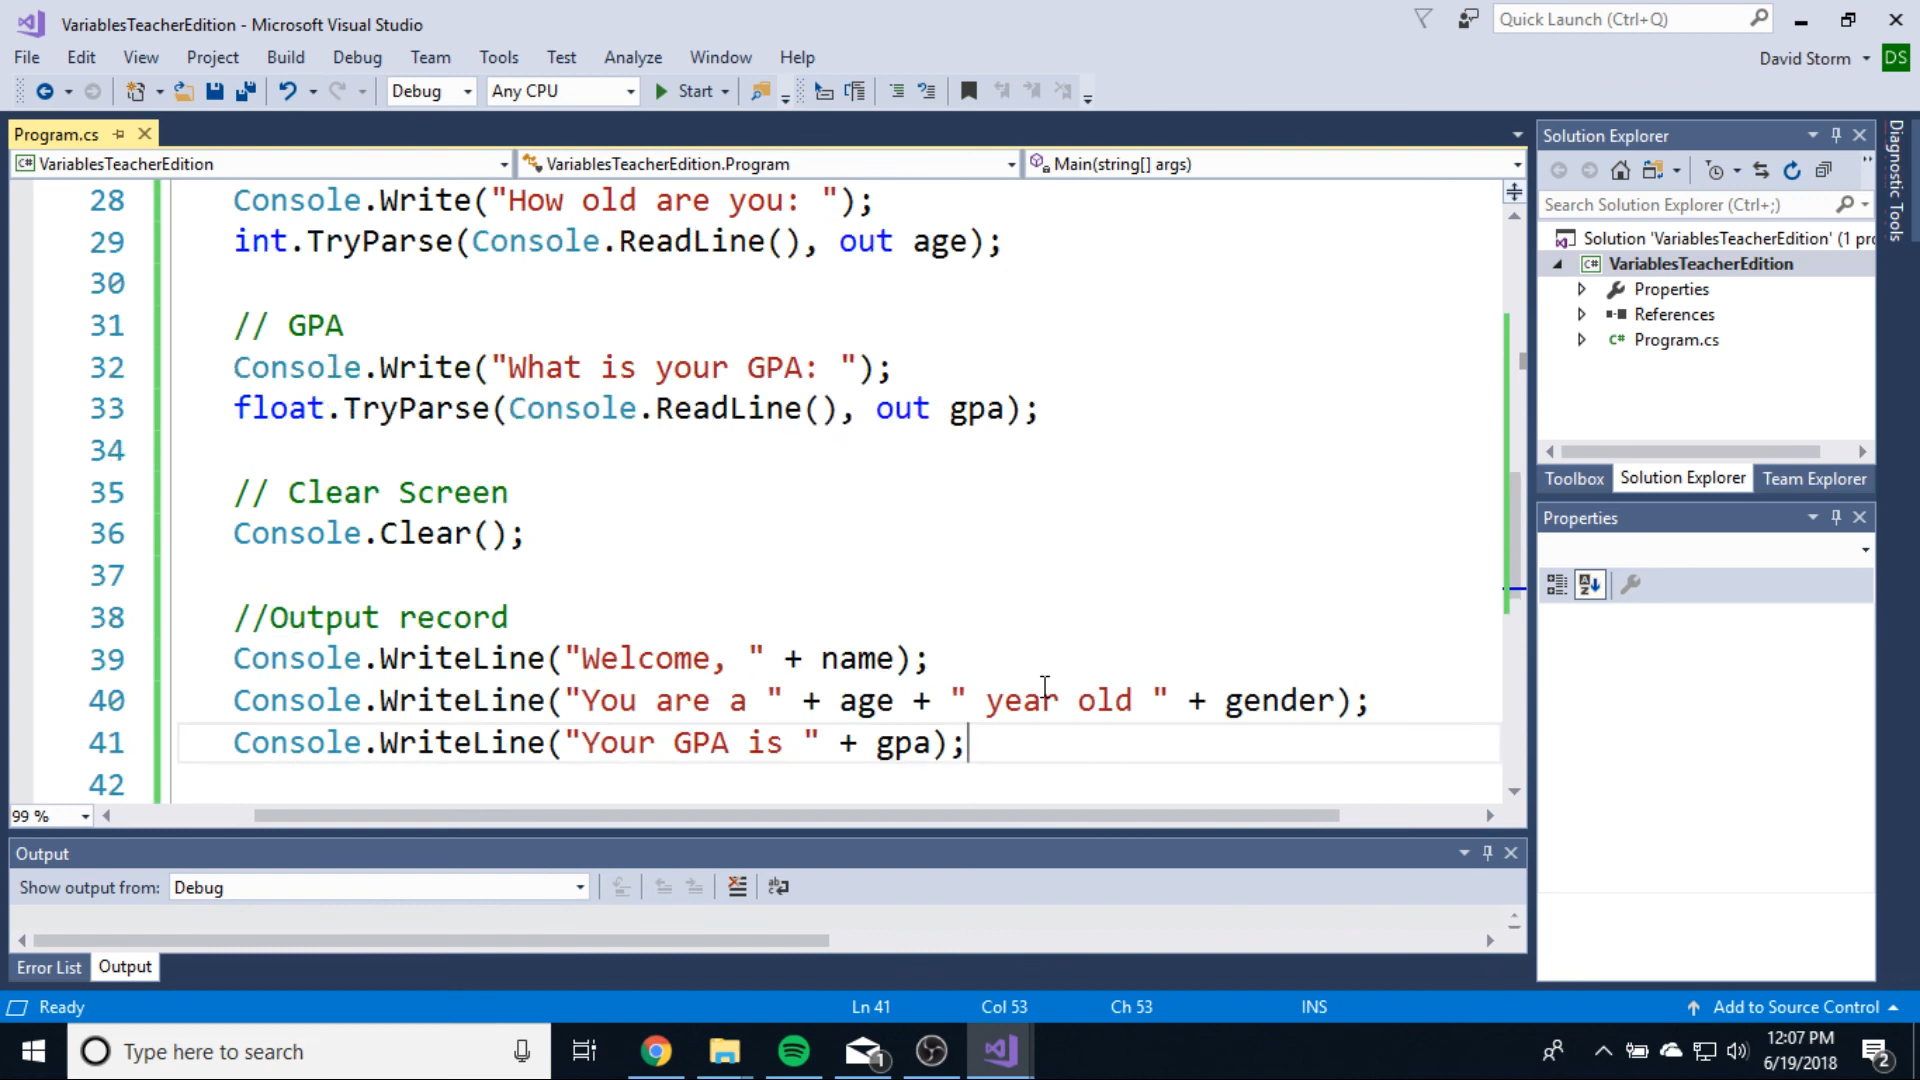 VariablesTeacherEdition - Microsoft Visual Studio
Quick Launch (Ctrl+Q)
File Edit View Project Build Debug Team Tools Test Analyze Window Help
David Storm DS
Debug Any CPU Start
Program.cs
C# VariablesTeacherEdition VariablesTeacherEdition.Program Main(string[] args)
28 Console.Write("How old are you: ");
29 int.TryParse(Console.ReadLine(), out age);
30
31 // GPA
32 Console.Write("What is your GPA: ");
33 float.TryParse(Console.ReadLine(), out gpa);
34
35 // Clear Screen
36 Console.Clear();
37
38 //Output record
39 Console.WriteLine("Welcome, " + name);
40 Console.WriteLine("You are a " + age + " year old " + gender);
41 Console.WriteLine("Your GPA is " + gpa);
42
99 %
Output
Show output from: Debug
Error List Output
Solution Explorer
Search Solution Explorer (Ctrl+;)
Solution 'VariablesTeacherEdition' (1 pro
C# VariablesTeacherEdition
Properties
References
C# Program.cs
Toolbox Solution Explorer Team Explorer
Properties
Diagnostic Tools
Ready Ln 41 Col 53 Ch 53 INS Add to Source Control
Type here to search
1
12:07 PM
6/19/2018
2